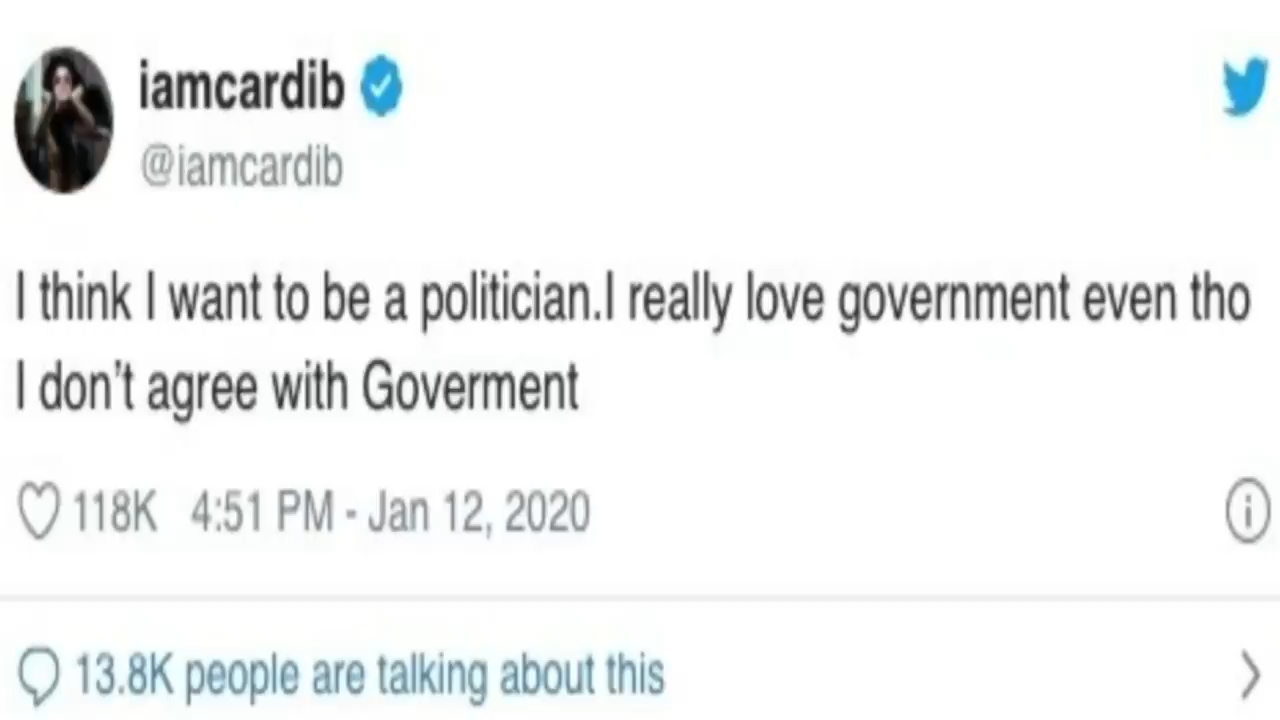 iamcardib
@iamcardib
I think I want to be a politician.I really love government even tho
I don't agree with Goverment
118K 4:51 PM - Jan 12, 2020
13.8K people are talking about this